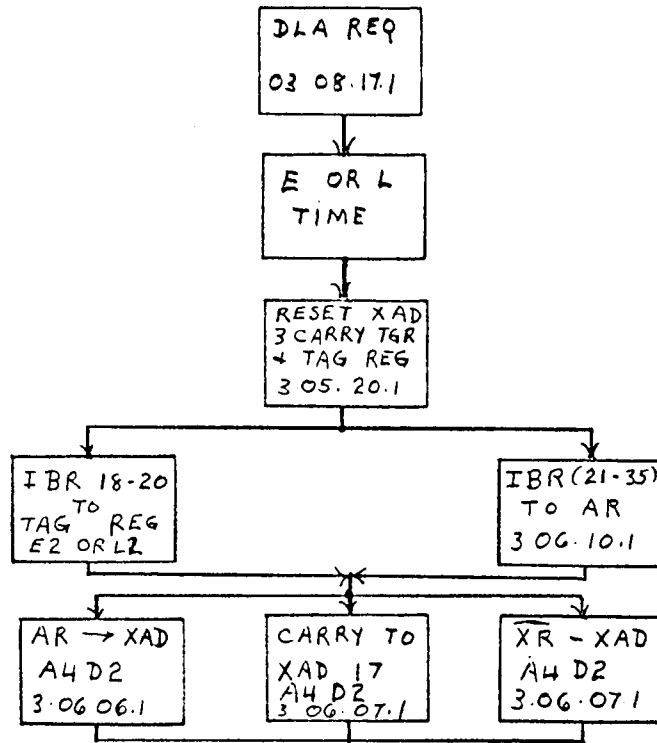 DLA REQ
03 08.17.1
E OR L
TIME
RESET XAD
3 CARRY TGR
& TAG REG
3.05.20.1
IBR 18-20
TO
TAG REG
E2 OR L2
IBR (21-35)
TO AR
3 06.10.1
AR → XAD
A4 D2
3.06 06.1
CARRY TO
XAD 17
A4 D2
3 06.07.1
X̅R̅ - XAD
A4 D2
3.06.07.1